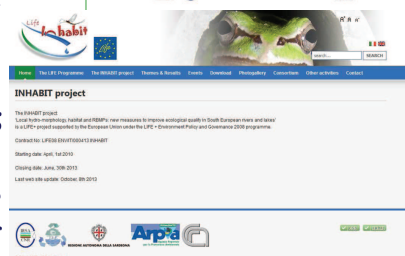 Life
Inhabit
Life
A A A
search...
SEARCH
Home The LIFE Programme The INHABIT project Themes & Results Events Download Photogallery Consortium Other activities Contact
INHABIT project
The INHABIT project
'Local hydro-morphology, habitat and RBMPs: new measures to improve ecological quality in South European rivers and lakes'
is a LIFE+ project supported by the European Union under the LIFE + Environment Policy and Governance 2008 programme.
Contract No: LIFE08 ENV/IT/000413 INHABIT
Starting date: April, 1st 2010
Closing date: June, 30th 2013
Last web site update: October, 8th 2013
IRSA
CNR
REGIONE AUTONOMA DELLA SARDEGNA
Arpa